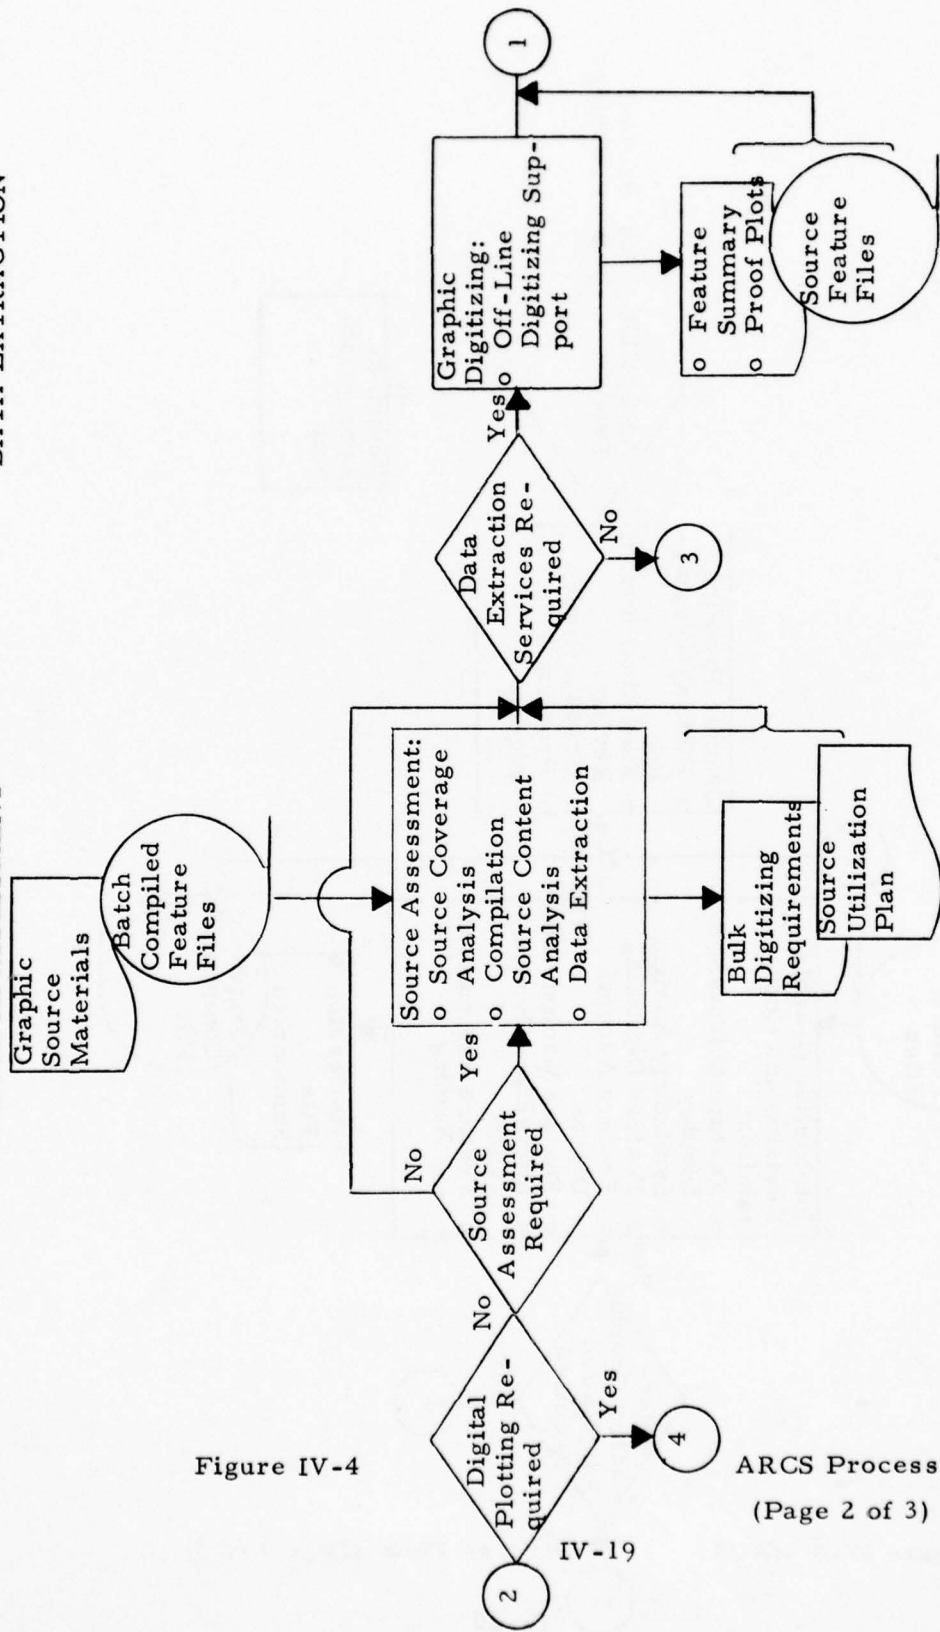 DATA EXTRACTION
Graphic
Source
Materials
Batch
Compiled
Feature
Files
2
Digital
Plotting Re-
quired
Yes
4
No
Source
Assessment
Required
No
Yes
Source Assessment:
o Source Coverage
Analysis
o Compilation
Source Content
Analysis
o Data Extraction
Bulk
Digitizing
Requirements
Source
Utilization
Plan
Data
Extraction
Services Re-
quired
No
3
Yes
Graphic
Digitizing:
o Off-Line
Digitizing Sup-
port
o Feature
Summary
o Proof Plots
Source
Feature
Files
1
Figure IV-4
ARCS Process
(Page 2 of 3)
IV-19